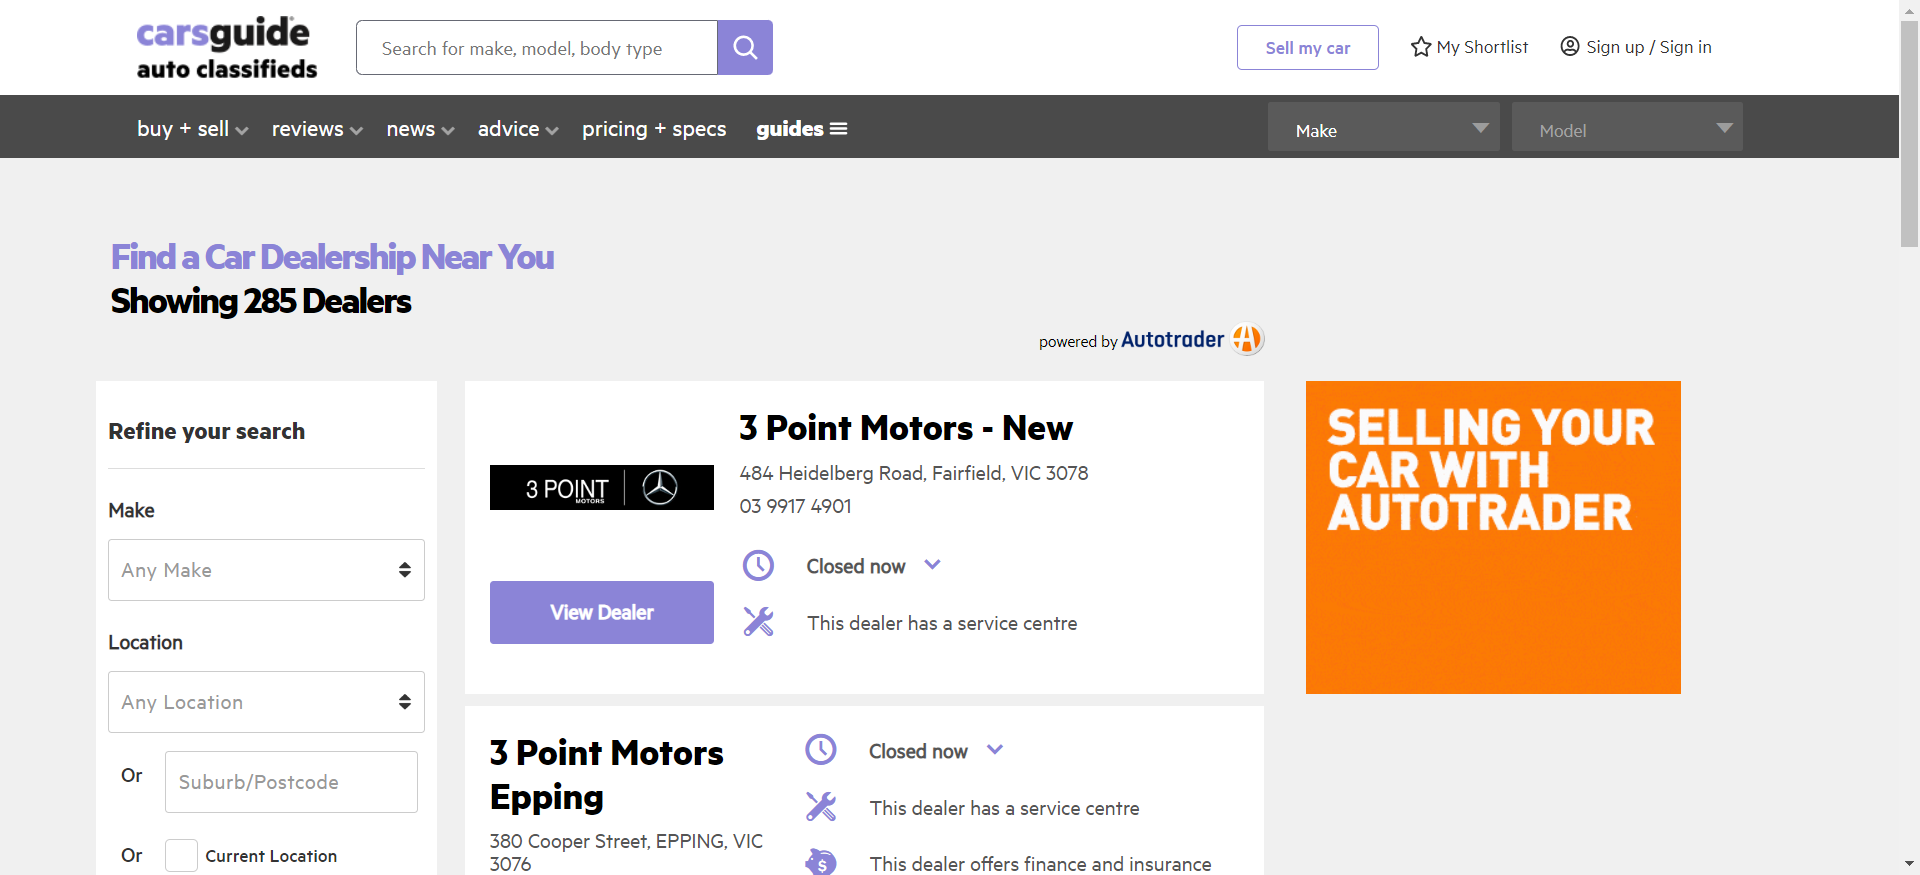 carsguide
auto classifieds
Search for make, model, body type
Sell my car
My Shortlist
Sign up / Sign in
buy + sell
reviews
news
advice
pricing + specs
guides
Make
Model
Find a Car Dealership Near You
Showing 285 Dealers
powered by Autotrader
Refine your search
Make
Any Make
Location
Any Location
Or
Suburb/Postcode
Or
Current Location
3 POINT
MOTORS
View Dealer
3 Point Motors - New
484 Heidelberg Road, Fairfield, VIC 3078
03 9917 4901
Closed now
This dealer has a service centre
3 Point Motors
Epping
380 Cooper Street, EPPING, VIC
3076
Closed now
This dealer has a service centre
This dealer offers finance and insurance
SELLING YOUR
CAR WITH
AUTOTRADER